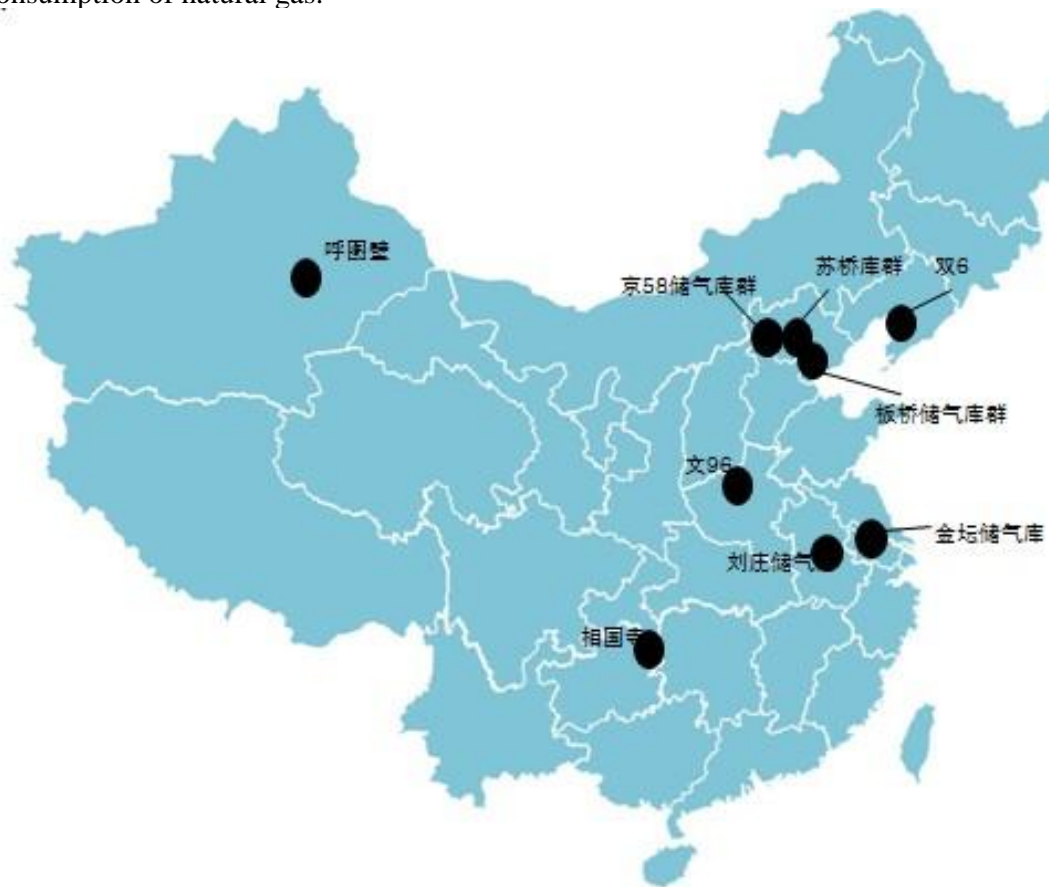 onsumption of natural gas.
呼图壁
苏桥库群
双6
京58储气库群
板桥储气库群
文96
金坛储气库
刘庄储气
相国寺